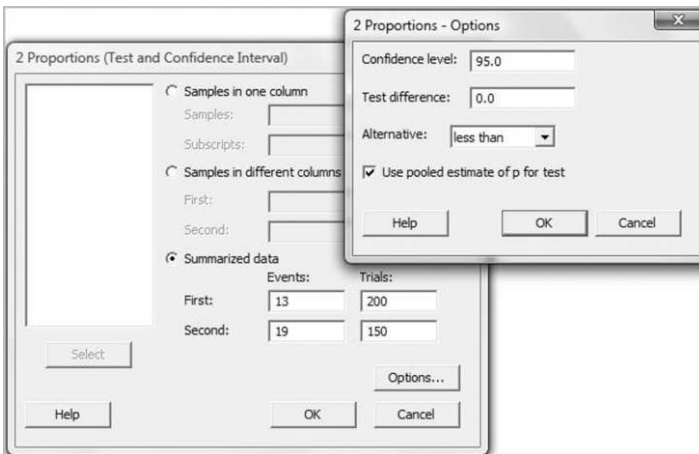 2 Proportions (Test and Confidence Interval)
Samples in one column
Samples:
Subscripts:
Samples in different columns
First:
Second:
Summarized data
Events: Trials:
First: 13 200
Second: 19 150
Select
Options...
Help OK Cancel
2 Proportions - Options
Confidence level: 95.0
Test difference: 0.0
Alternative: less than
Use pooled estimate of p for test
Help OK Cancel